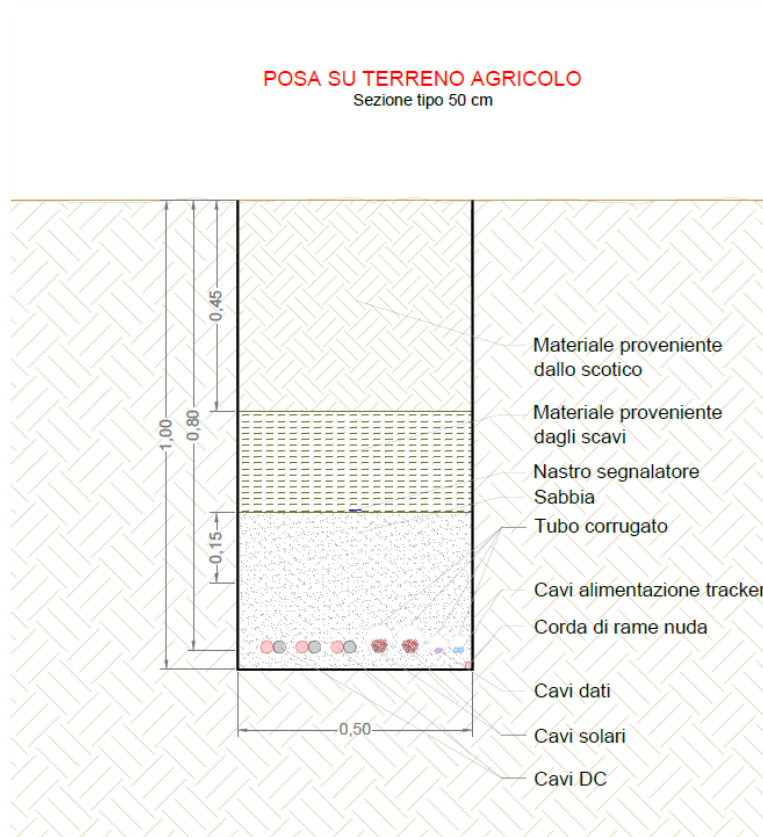 POSA SU TERRENO AGRICOLO
Sezione tipo 50 cm
0,45
1,00
0,80
0,15
0,50
Materiale proveniente
dallo scotico
Materiale proveniente
dagli scavi
Nastro segnalatore
Sabbia
Tubo corrugato
Cavi alimentazione tracker
Corda di rame nuda
Cavi dati
Cavi solari
Cavi DC